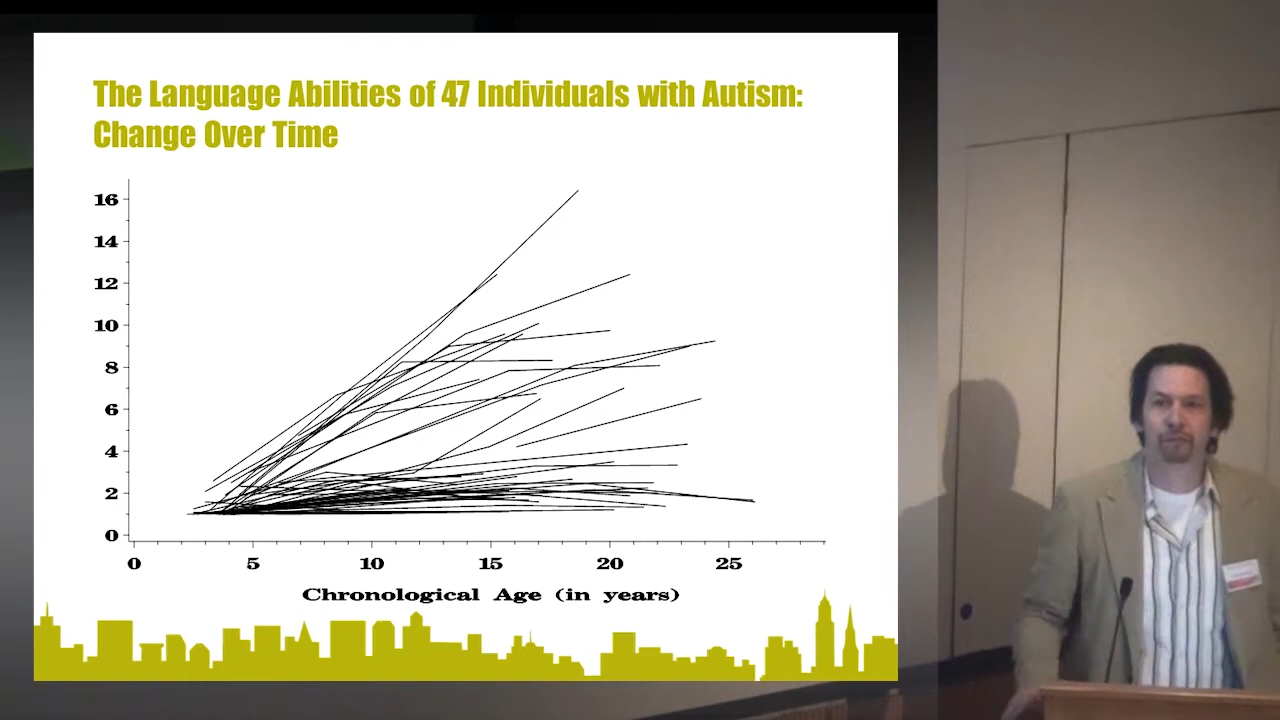 The Language Abilities of 47 Individuals with Autism:
Change Over Time
16
14
12
10
8
6
4
2
0
0 5 10 15 20 25
Chronological Age (in years)